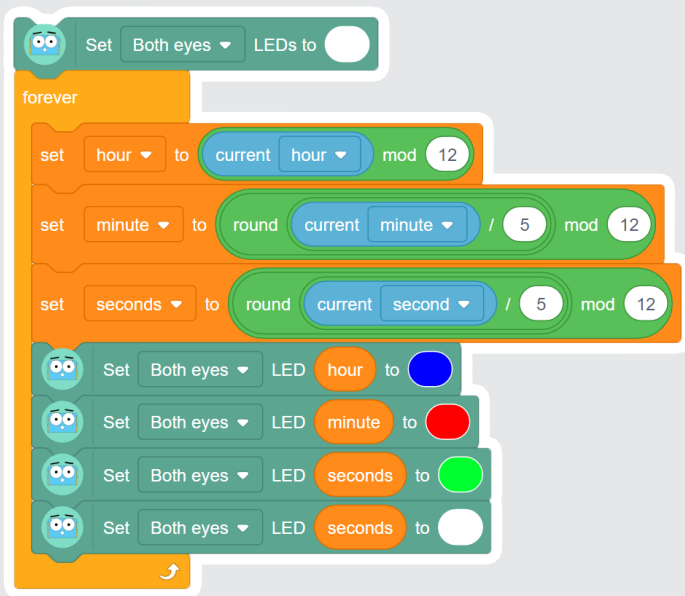 Set Both eyes LEDs to
forever
set hour to current hour mod 12
set minute to round current minute / 5 mod 12
set seconds to round current second / 5 mod 12
Set Both eyes LED hour to
Set Both eyes LED minute to
Set Both eyes LED seconds to
Set Both eyes LED seconds to